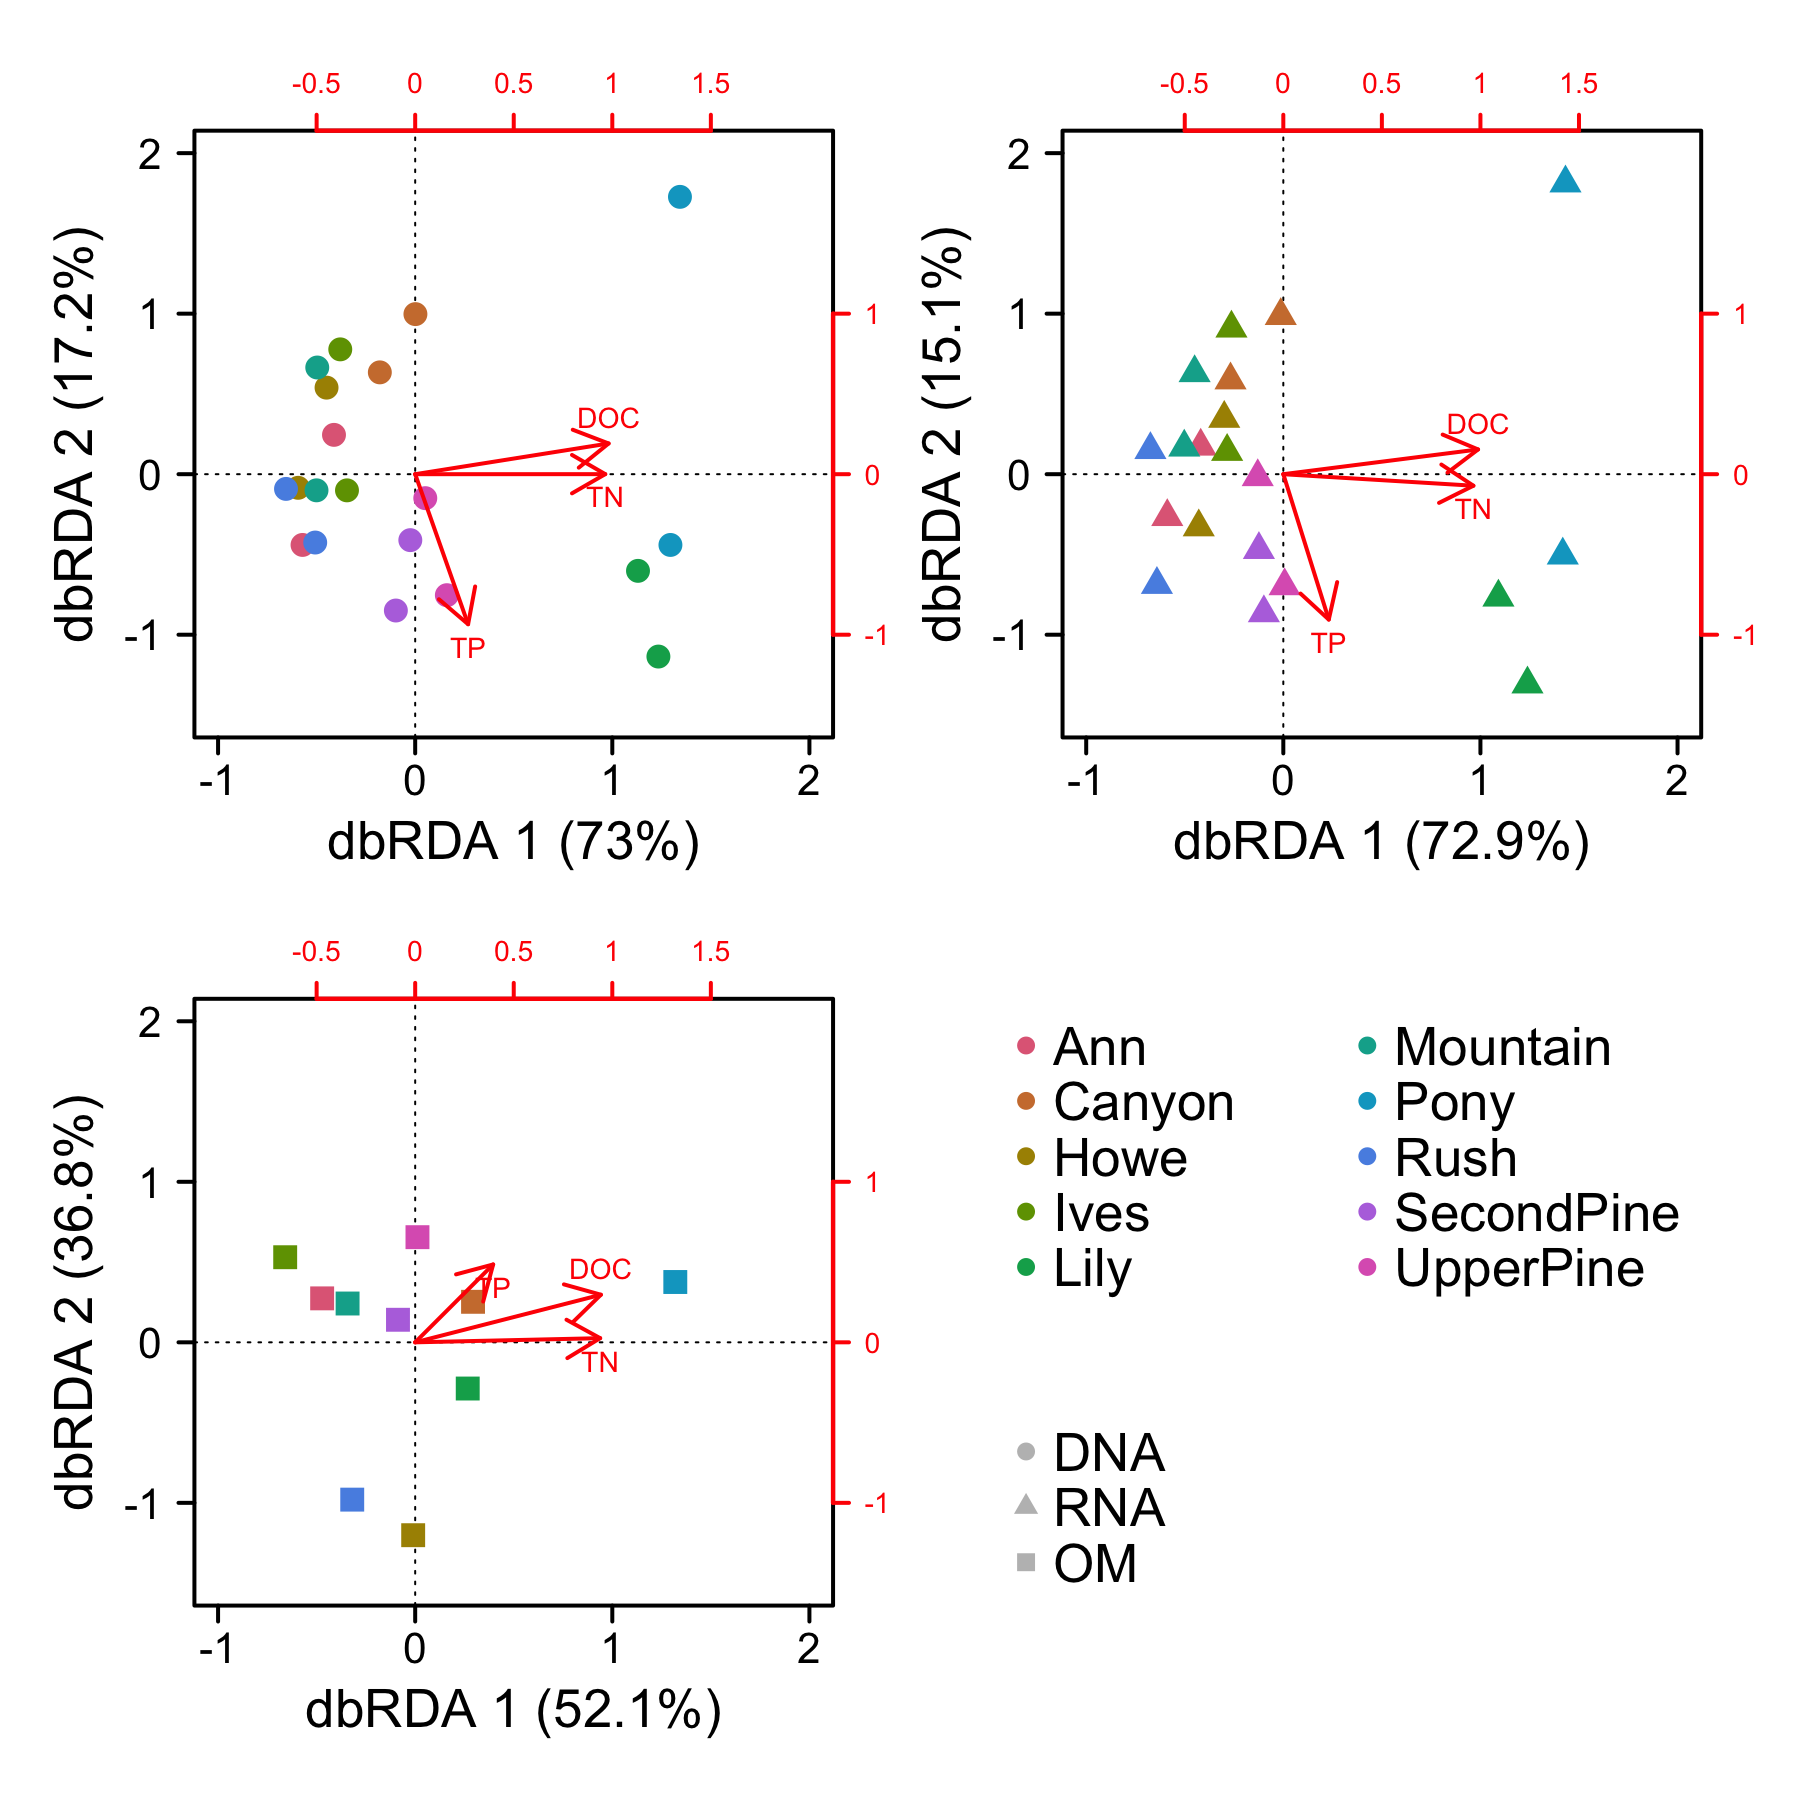 -0.5 0 0.5 1 1.5
2
1
0
-1
dbRDA 2 (17.2%)
DOC
TN
TP
1
0
-1
-1 0 1 2
dbRDA 1 (73%)
-0.5 0 0.5 1 1.5
2
1
0
-1
dbRDA 2 (15.1%)
DOC
TN
TP
1
0
-1
-1 0 1 2
dbRDA 1 (72.9%)
-0.5 0 0.5 1 1.5
2
1
0
-1
dbRDA 2 (36.8%)
TP
DOC
TN
1
0
-1
-1 0 1 2
dbRDA 1 (52.1%)
Ann
Canyon
Howe
Ives
Lily
Mountain
Pony
Rush
SecondPine
UpperPine
DNA
RNA
OM